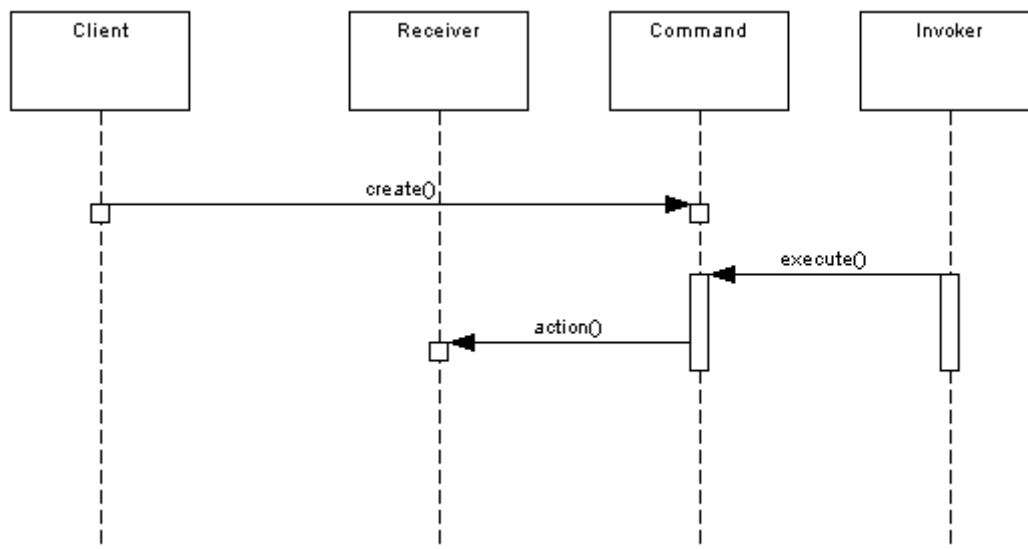 Client
Receiver
Command
Invoker
create()
execute()
action()